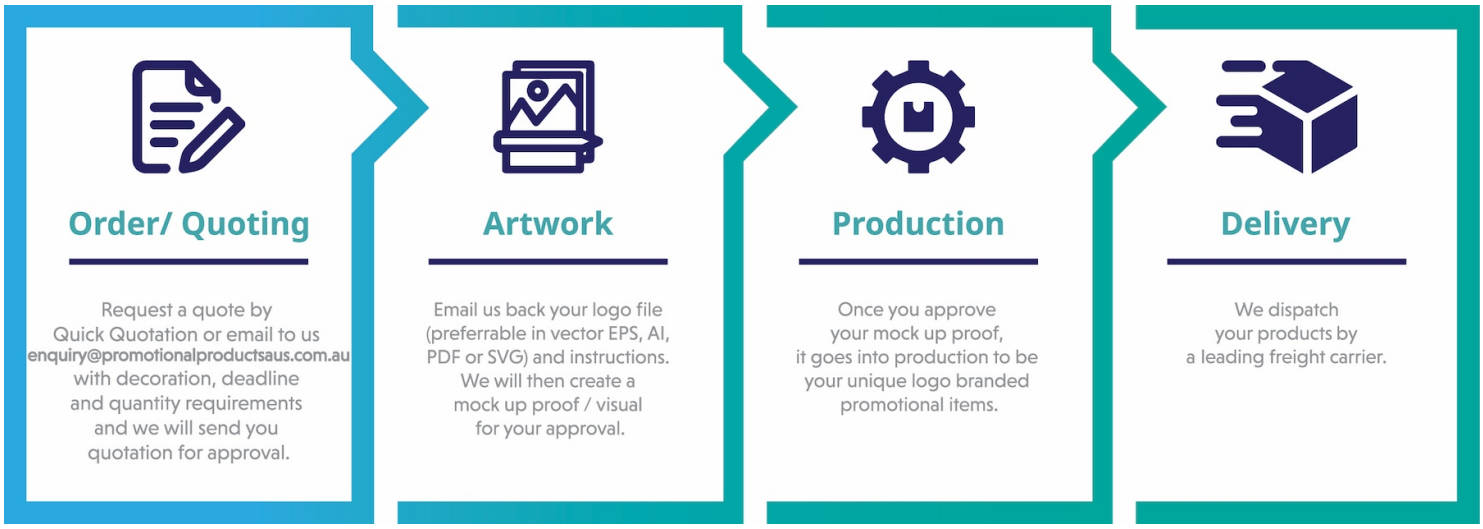 Order/ Quoting
Request a quote by
Quick Quotation or email to us
enquiry@promotionalproductsaus.com.au
with decoration, deadline
and quantity requirements
and we will send you
quotation for approval.
Artwork
Email us back your logo file
(preferrable in vector EPS, AI,
PDF or SVG) and instructions.
We will then create a
mock up proof / visual
for your approval.
Production
Once you approve
your mock up proof,
it goes into production to be
your unique logo branded
promotional items.
Delivery
We dispatch
your products by
a leading freight carrier.